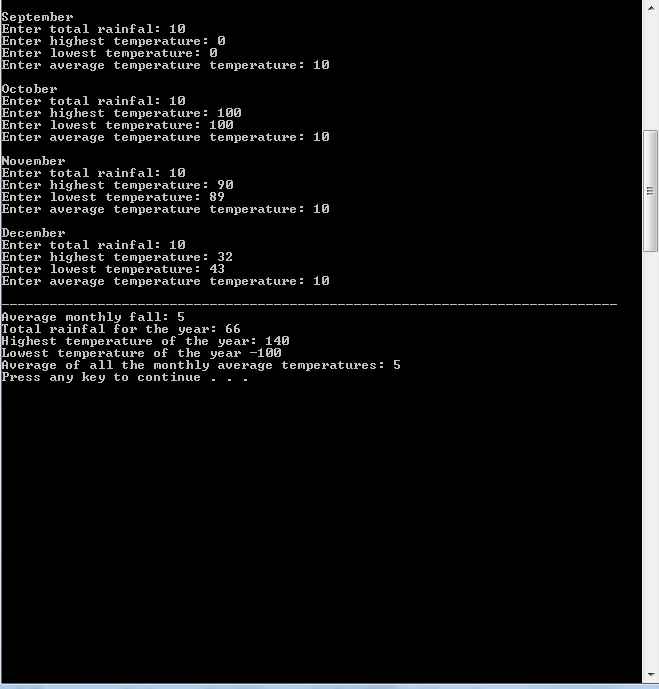 September
Enter total rainfal: 10
Enter highest temperature: 0
Enter lowest temperature: 0
Enter average temperature temperature: 10
October
Enter total rainfal: 10
Enter highest temperature: 100
Enter lowest temperature: 100
Enter average temperature temperature: 10
November
Enter total rainfal: 10
Enter highest temperature: 90
Enter lowest temperature: 89
Enter average temperature temperature: 10
December
Enter total rainfal: 10
Enter highest temperature: 32
Enter lowest temperature: 43
Enter average temperature temperature: 10
Average monthly fall: 5
Total rainfal for the year: 66
Highest temperature of the year: 140
Lowest temperature of the year -100
Average of all the monthly average temperatures: 5
Press any key to continue . . .